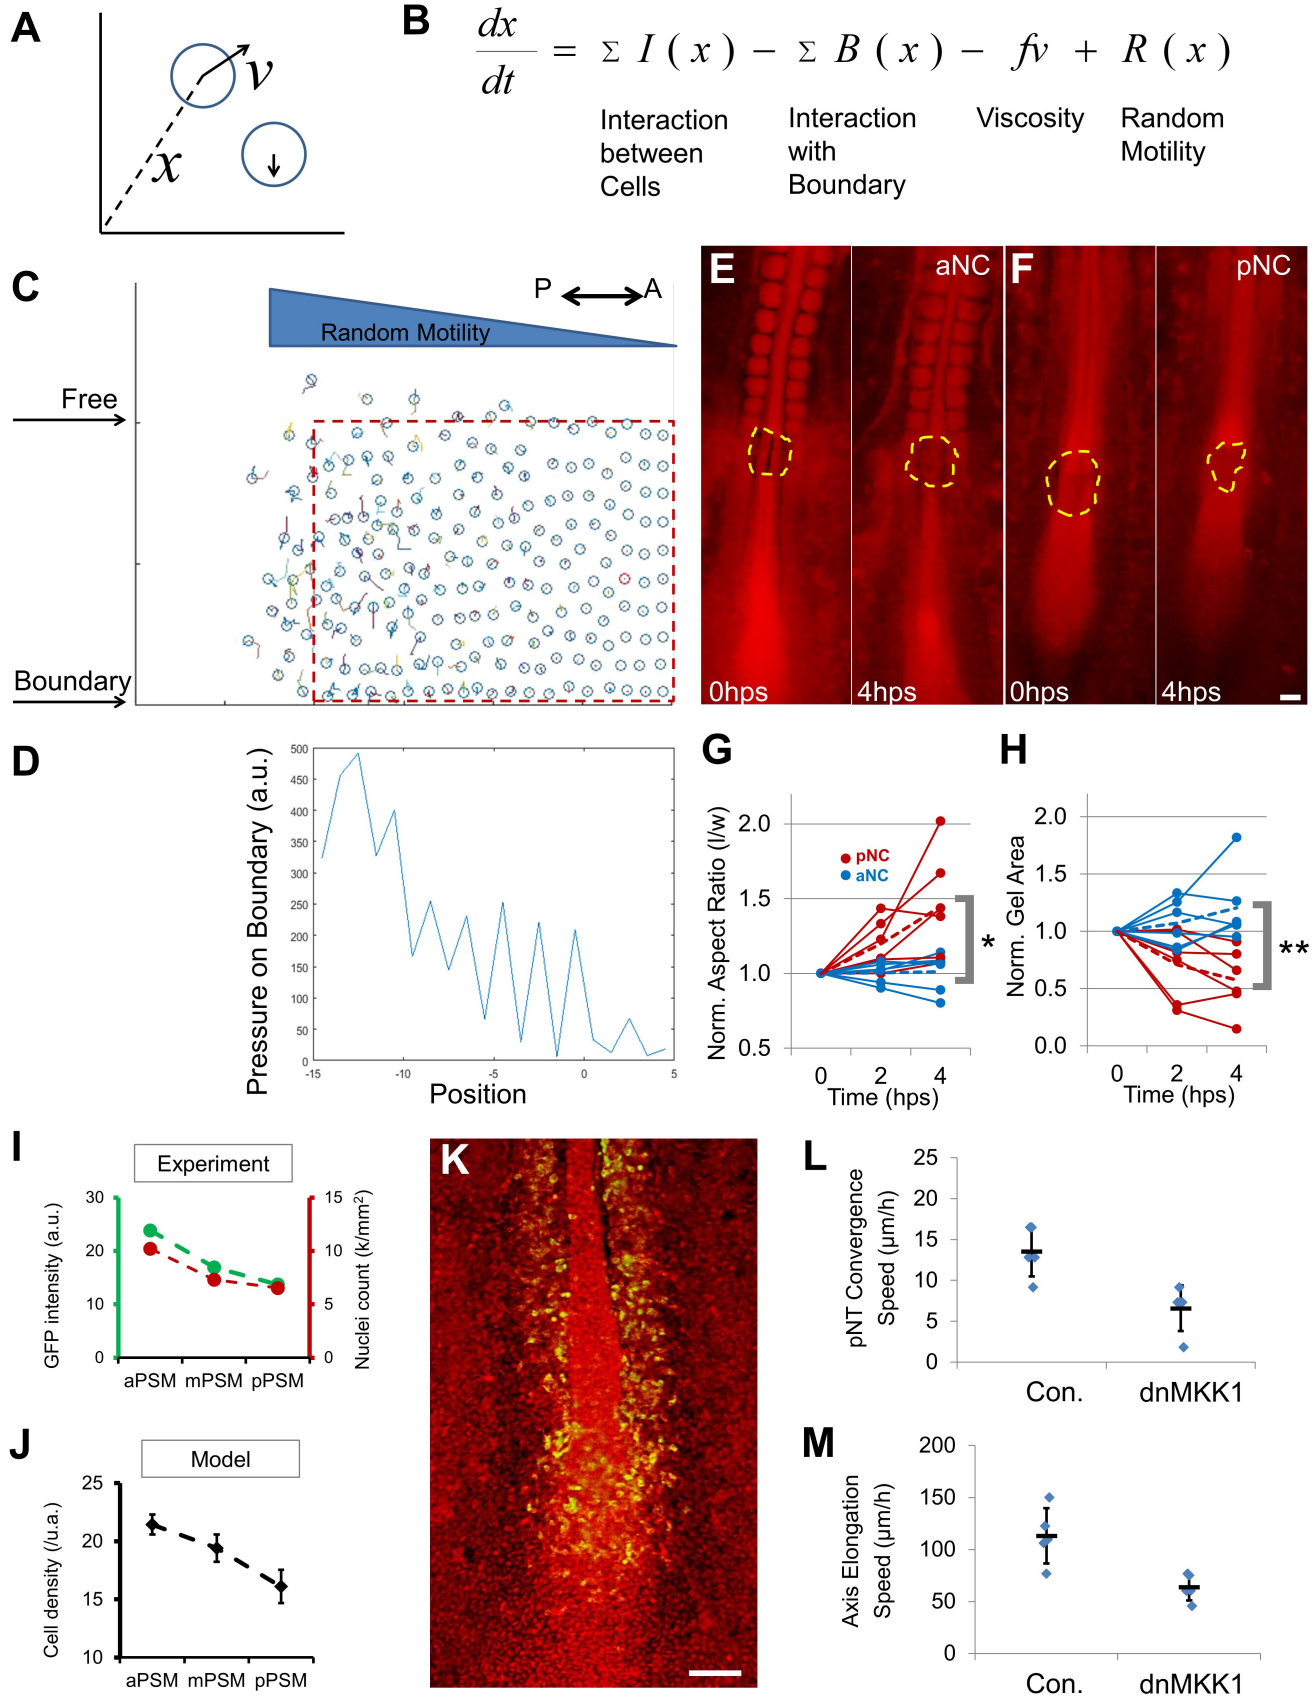 A
v
x
B
dx/dt = Σ I ( x ) − Σ B ( x ) − fv + R ( x )
Interaction between Cells
Interaction with Boundary
Viscosity
Random Motility
C
P A
Random Motility
Free
Boundary
E
aNC
0hps
4hps
F
pNC
0hps
4hps
D
Pressure on Boundary (a.u.)
500
450
400
350
300
250
200
150
100
50
0
-15 -10 -5 0 5
Position
G
Norm. Aspect Ratio (l/w)
2.0
1.5
1.0
0.5
pNC
aNC
*
0 2 4
Time (hps)
H
Norm. Gel Area
2.0
1.5
1.0
0.5
0.0
**
0 2 4
Time (hps)
I
Experiment
GFP intensity (a.u.)
30
20
10
0
15
10
5
0
Nuclei count (k/mm²)
aPSM mPSM pPSM
J
Model
Cell density (/u.a.)
25
20
15
10
aPSM mPSM pPSM
K
L
pNT Convergence
Speed (µm/h)
25
20
15
10
5
0
Con. dnMKK1
M
Axis Elongation
Speed (µm/h)
200
150
100
50
0
Con. dnMKK1